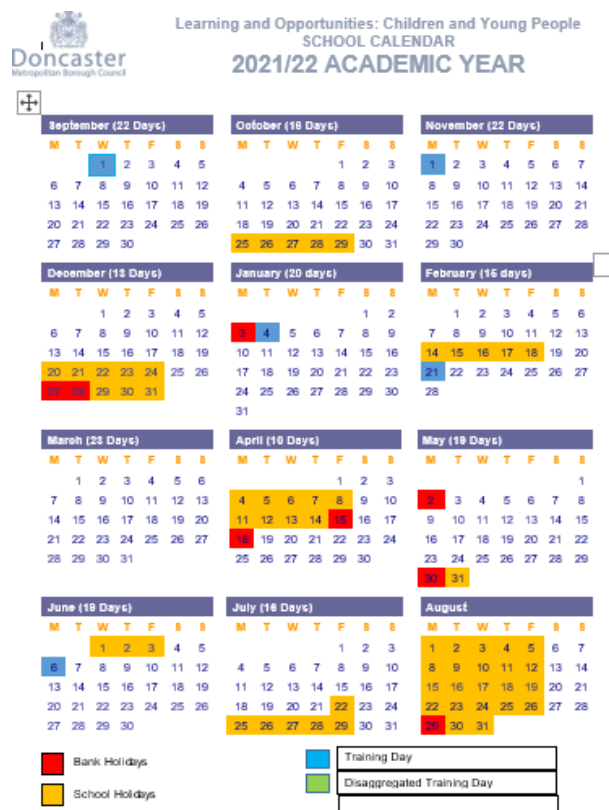 Doncaster
Metropolitan Borough Council
Learning and Opportunities: Children and Young People
SCHOOL CALENDAR
2021/22 ACADEMIC YEAR
September (22 Days)
M T W T F S S
1 2 3 4 5
6 7 8 9 10 11 12
13 14 15 16 17 18 19
20 21 22 23 24 25 26
27 28 29 30
October (16 Days)
M T W T F S S
1 2 3
4 5 6 7 8 9 10
11 12 13 14 15 16 17
18 19 20 21 22 23 24
25 26 27 28 29 30 31
November (22 Days)
M T W T F S S
1 2 3 4 5 6 7
8 9 10 11 12 13 14
15 16 17 18 19 20 21
22 23 24 25 26 27 28
29 30
December (13 Days)
M T W T F S S
1 2 3 4 5
6 7 8 9 10 11 12
13 14 15 16 17 18 19
20 21 22 23 24 25 26
27 28 29 30 31
January (20 days)
M T W T F S S
1 2
3 4 5 6 7 8 9
10 11 12 13 14 15 16
17 18 19 20 21 22 23
24 25 26 27 28 29 30
31
February (15 days)
M T W T F S S
1 2 3 4 5 6
7 8 9 10 11 12 13
14 15 16 17 18 19 20
21 22 23 24 25 26 27
28
March (23 Days)
M T W T F S S
1 2 3 4 5 6
7 8 9 10 11 12 13
14 15 16 17 18 19 20
21 22 23 24 25 26 27
28 29 30 31
April (10 Days)
M T W T F S S
1 2 3
4 5 6 7 8 9 10
11 12 13 14 15 16 17
18 19 20 21 22 23 24
25 26 27 28 29 30
May (19 Days)
M T W T F S S
1
2 3 4 5 6 7 8
9 10 11 12 13 14 15
16 17 18 19 20 21 22
23 24 25 26 27 28 29
30 31
June (19 Days)
M T W T F S S
1 2 3 4 5
6 7 8 9 10 11 12
13 14 15 16 17 18 19
20 21 22 23 24 25 26
27 28 29 30
July (16 Days)
M T W T F S S
1 2 3
4 5 6 7 8 9 10
11 12 13 14 15 16 17
18 19 20 21 22 23 24
25 26 27 28 29 30 31
August
M T W T F S S
1 2 3 4 5 6 7
8 9 10 11 12 13 14
15 16 17 18 19 20 21
22 23 24 25 26 27 28
29 30 31
Bank Holidays
School Holidays
Training Day
Disaggregated Training Day